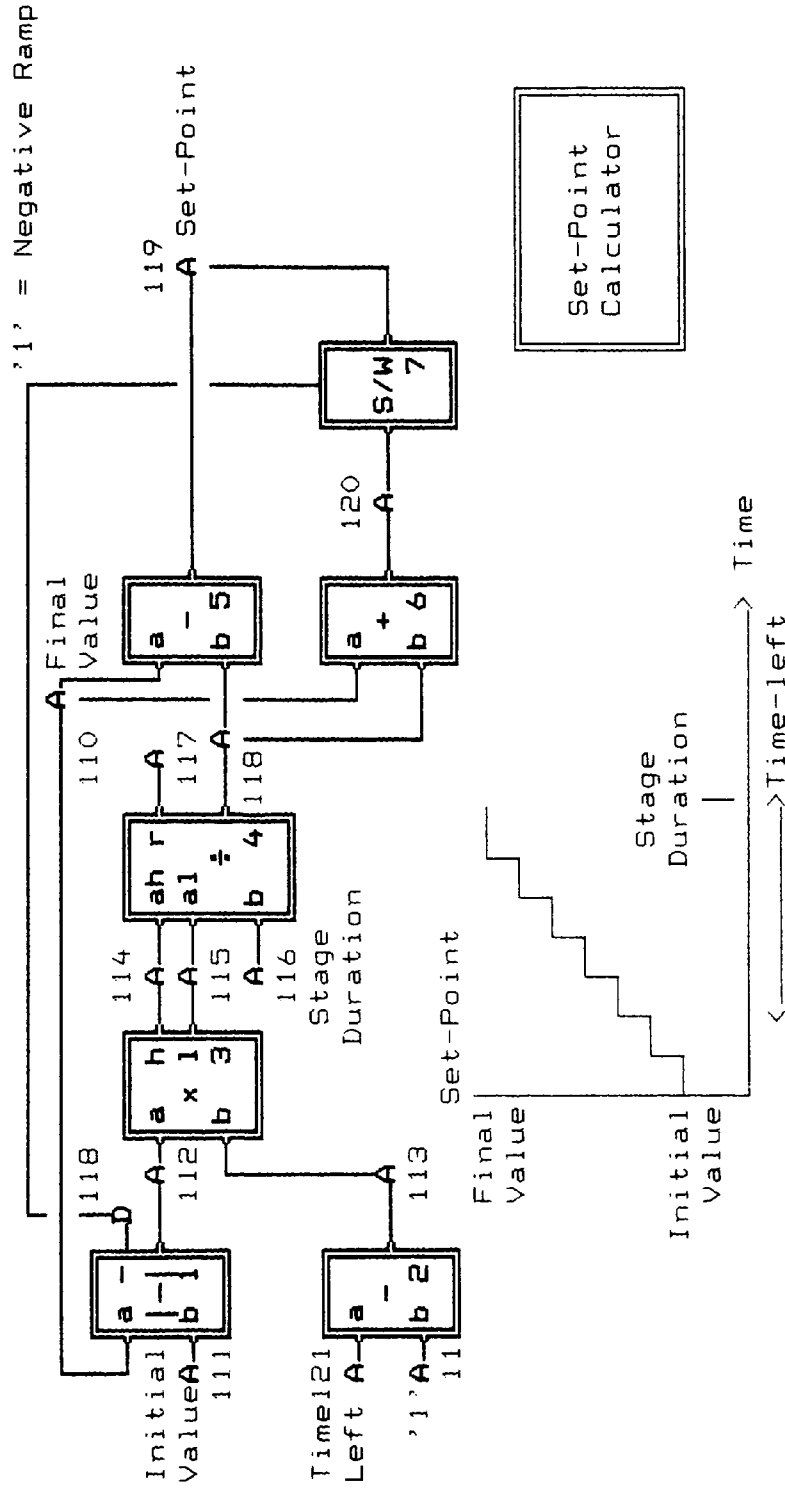 '1' = Negative Ramp
110
A Final
Value
118
D
119
A Set-Point
Initial
Value A
111
a -
|-|
b 1
A
112
a h
x l
b 3
114
A
A
115
A
116
Stage
Duration
ah r
al
÷
b 4
A
117
A
118
a
-
b 5
Time 121
Left A
'1' A
11
a
-
b 2
A
113
a
+
b 6
120
A
S/W
7
Set-Point
Calculator
Set-Point
Final
Value
Initial
Value
Stage
Duration
Time
Time-left